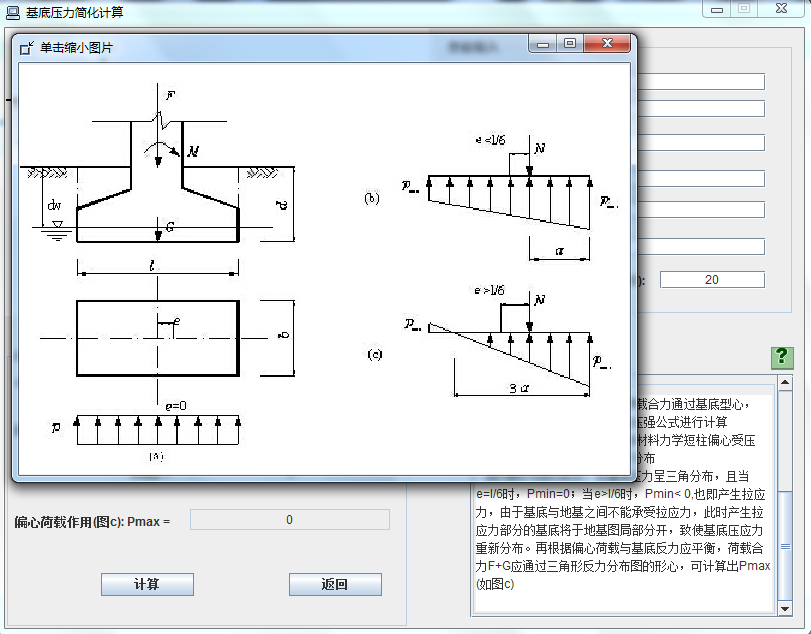 基底压力简化计算
单击缩小图片
F
M
dw
G
d
l
e
b
e=0
p
(a)
e<l/6
N
(b)
a
e>l/6
N
(c)
3a
20
?
载合力通过基底型心，
压强公式进行计算
材料力学短柱偏心受压
分布
压力呈三角分布，且当
e=l/6时，Pmin=0；当e>l/6时，Pmin< 0,也即产生拉应
力，由于基底与地基之间不能承受拉应力，此时产生拉
应力部分的基底将于地基图局部分开，致使基底压应力
重新分布。再根据偏心荷载与基底反力应平衡，荷载合
力F+G应通过三角形反力分布图的形心，可计算出Pmax
(如图c)
偏心荷载作用(图c): Pmax =
0
计算
返回